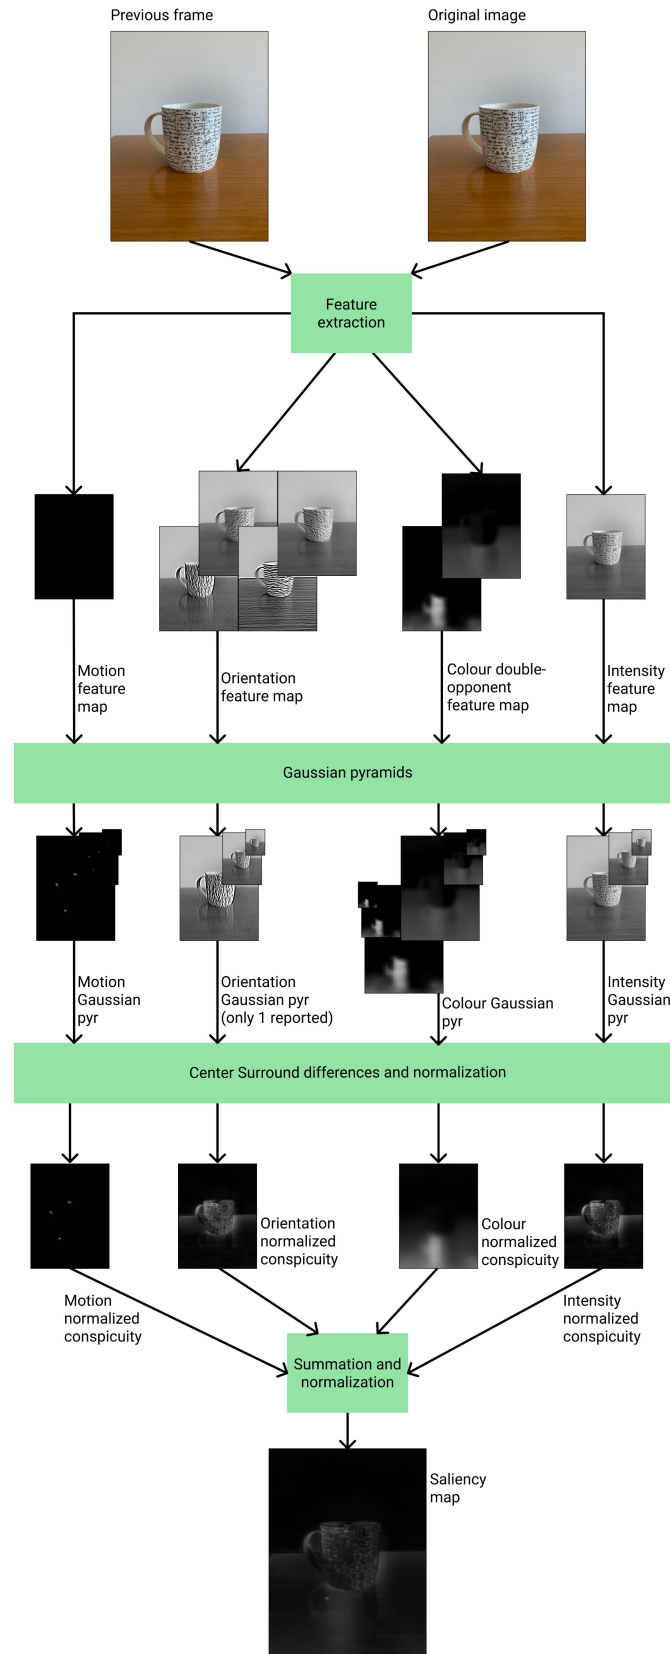 Previous frame
Original image
Feature
extraction
Motion
feature
map
Orientation
feature map
Colour double-
opponent
feature map
Intensity
feature
map
Gaussian pyramids
Motion
Gaussian
pyr
Orientation
Gaussian pyr
(only 1 reported)
Colour Gaussian
pyr
Intensity
Gaussian
pyr
Center Surround differences and normalization
Orientation
normalized
conspicuity
Colour
normalized
conspicuity
Motion
normalized
conspicuity
Intensity
normalized
conspicuity
Summation and
normalization
Saliency
map